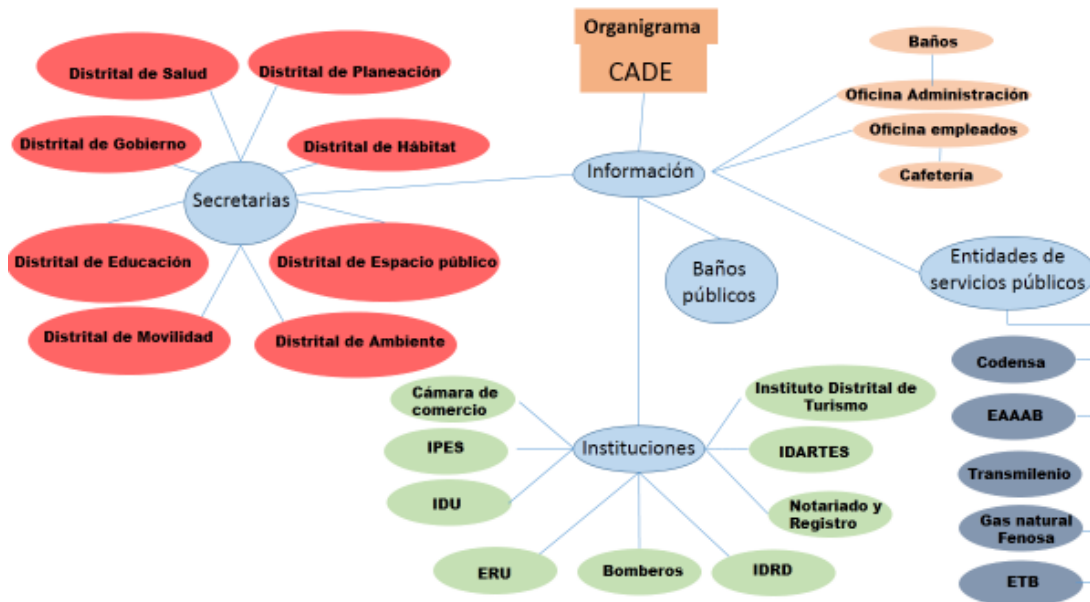 Organigrama
CADE
Baños
Oficina Administración
Oficina empleados
Cafetería
Distrital de Salud
Distrital de Planeación
Distrital de Gobierno
Distrital de Hábitat
Secretarias
Distrital de Educación
Distrital de Espacio público
Distrital de Movilidad
Distrital de Ambiente
Información
Baños
públicos
Entidades de
servicios públicos
Codensa
EAAAB
Transmilenio
Gas natural
Fenosa
ETB
Instituciones
Cámara de
comercio
IPES
IDU
ERU
Bomberos
IDRD
Notariado y
Registro
IDARTES
Instituto Distrital de
Turismo